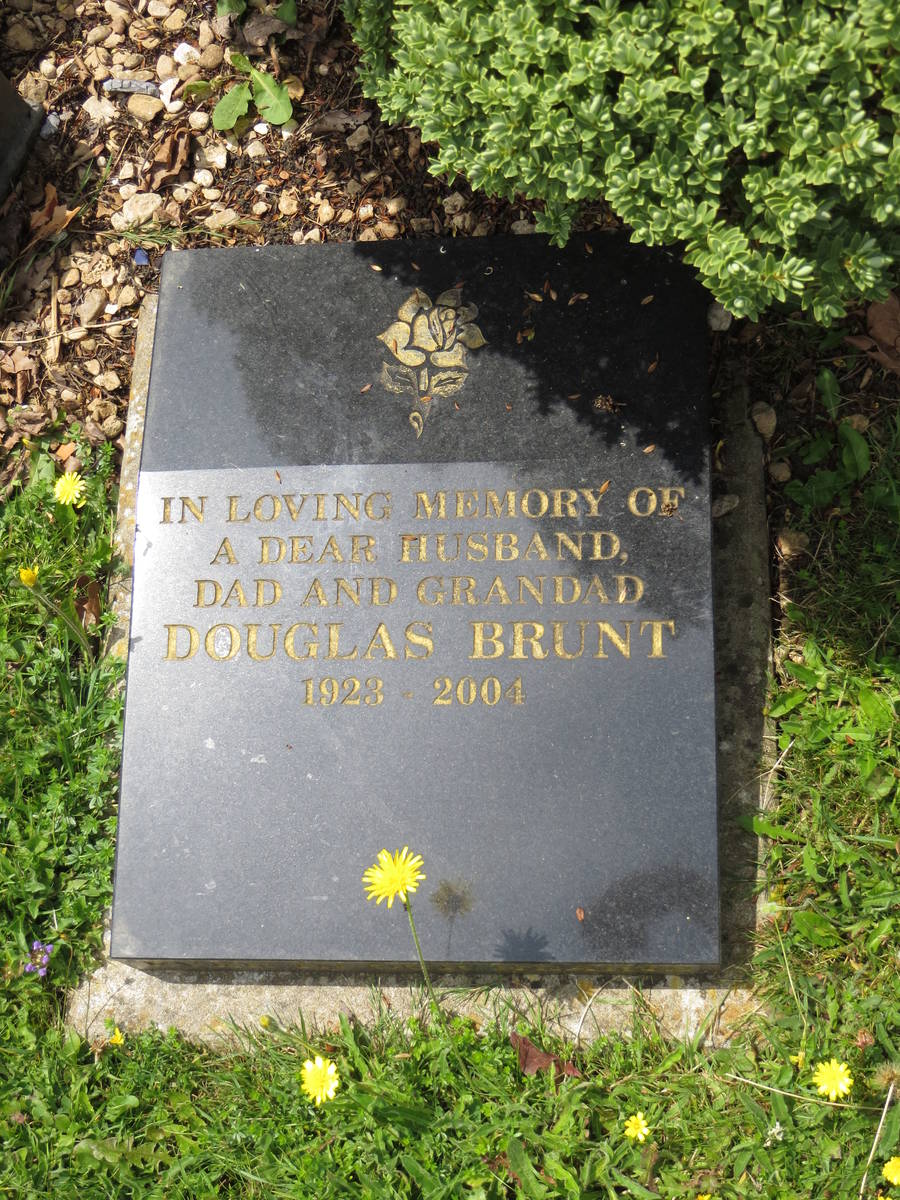 IN LOVING MEMORY OF
A DEAR HUSBAND,
DAD AND GRANDAD
DOUGLAS BRUNT
1923 - 2004